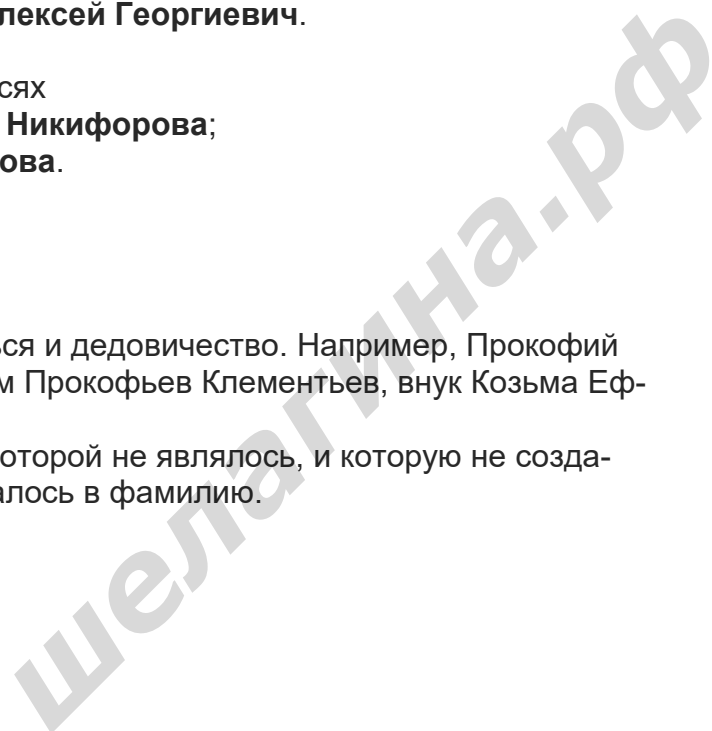 лексей Георгиевич.
сях
Никифорова;
ова.
ся и дедовичество. Например, Прокофий
м Прокофьев Клементьев, внук Козьма Еф-
оторой не являлось, и которую не созда-
алось в фамилию.
шелагина.рф